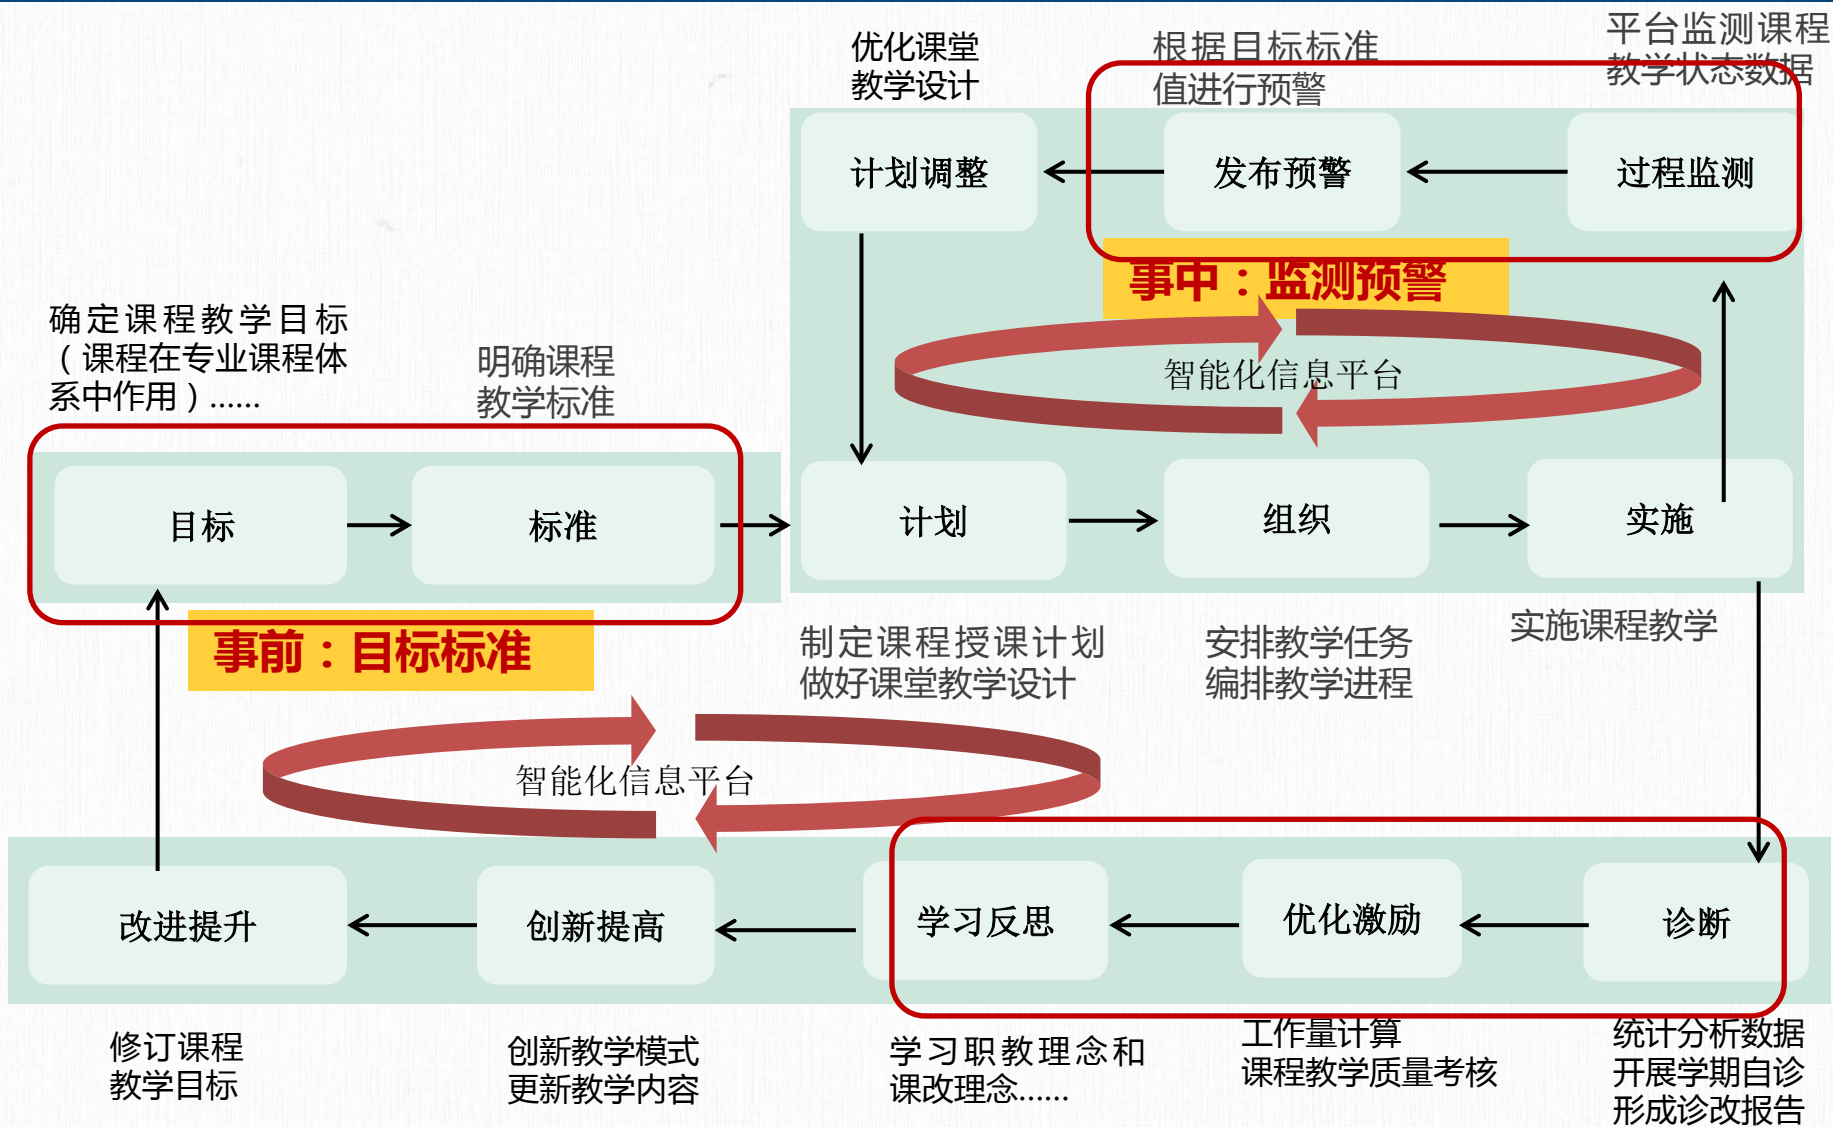 优化课堂
教学设计
根据目标标准
值进行预警
平台监测课程
教学状态数据
计划调整
发布预警
过程监测
事中：监测预警
智能化信息平台
确定课程教学目标
（课程在专业课程体
系中作用）……
明确课程
教学标准
目标
标准
计划
组织
实施
事前：目标标准
制定课程授课计划
做好课堂教学设计
安排教学任务
编排教学进程
实施课程教学
智能化信息平台
改进提升
创新提高
学习反思
优化激励
诊断
修订课程
教学目标
创新教学模式
更新教学内容
学习职教理念和
课改理念……
工作量计算
课程教学质量考核
统计分析数据
开展学期自诊
形成诊改报告